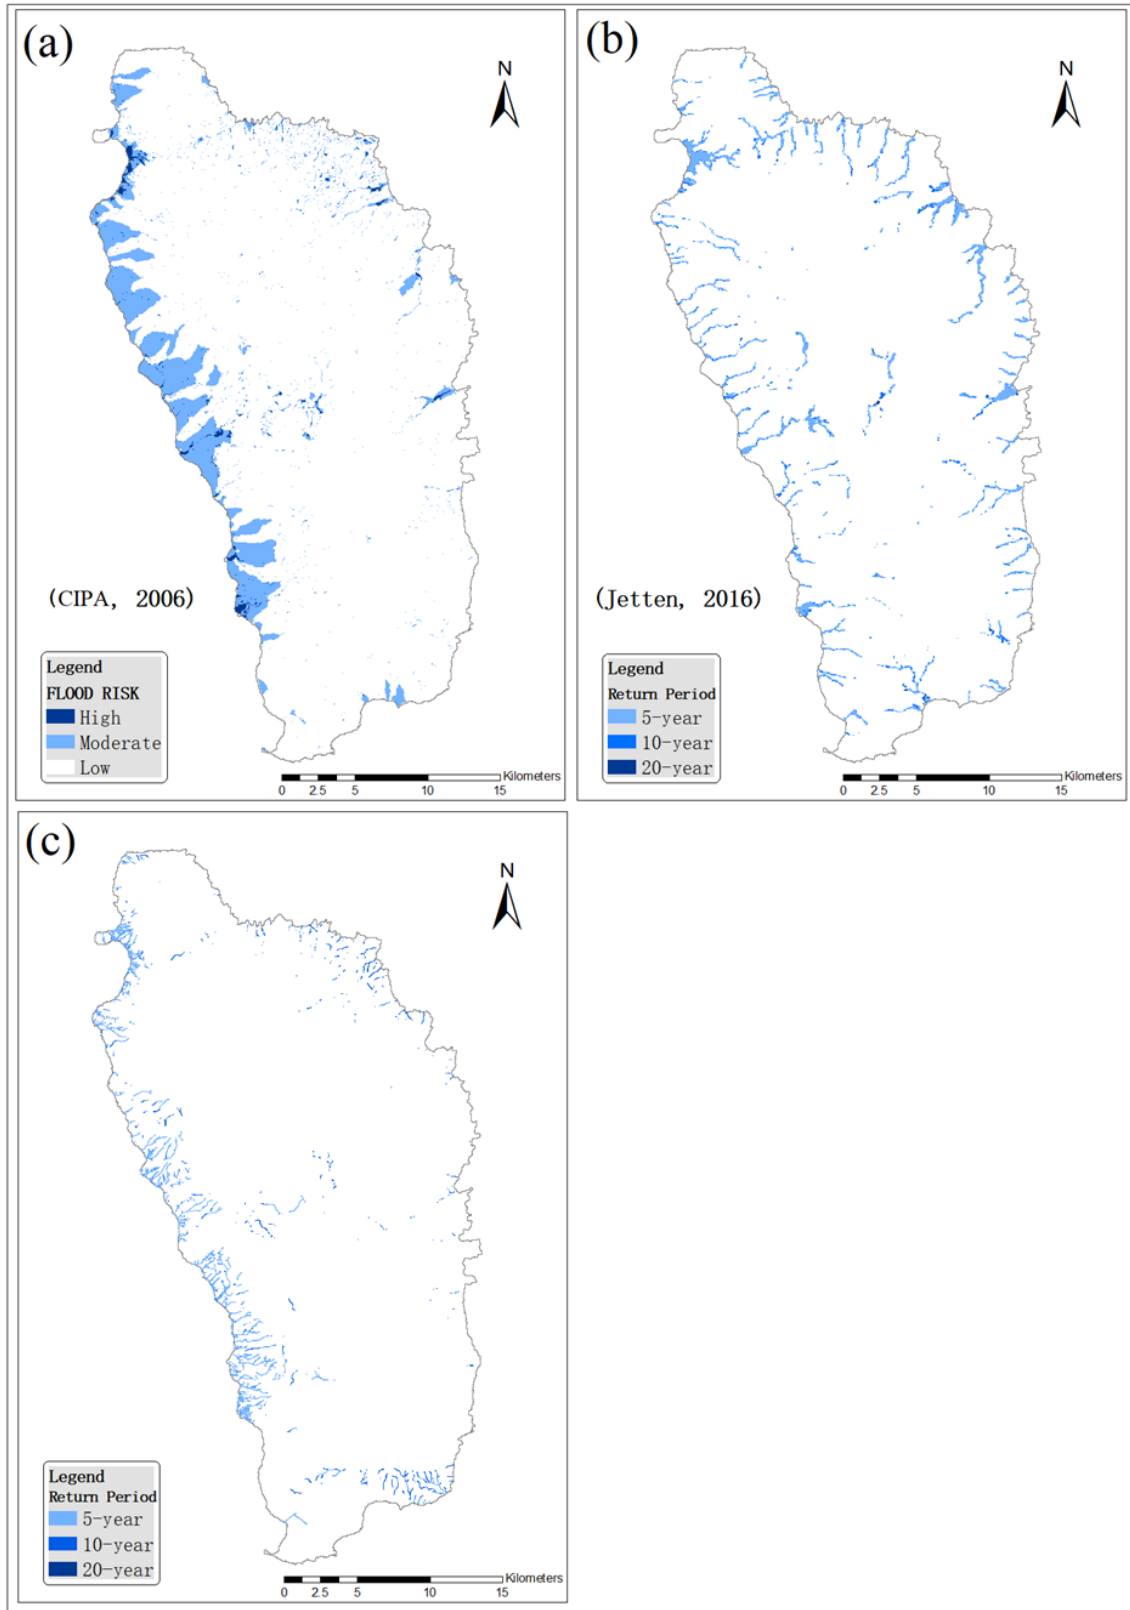 (a)
N
(CIPA, 2006)
Legend
FLOOD RISK
High
Moderate
Low
Kilometers
0 2.5 5 10 15
(b)
N
(Jetten, 2016)
Legend
Return Period
5-year
10-year
20-year
Kilometers
0 2.5 5 10 15
(c)
N
Legend
Return Period
5-year
10-year
20-year
Kilometers
0 2.5 5 10 15